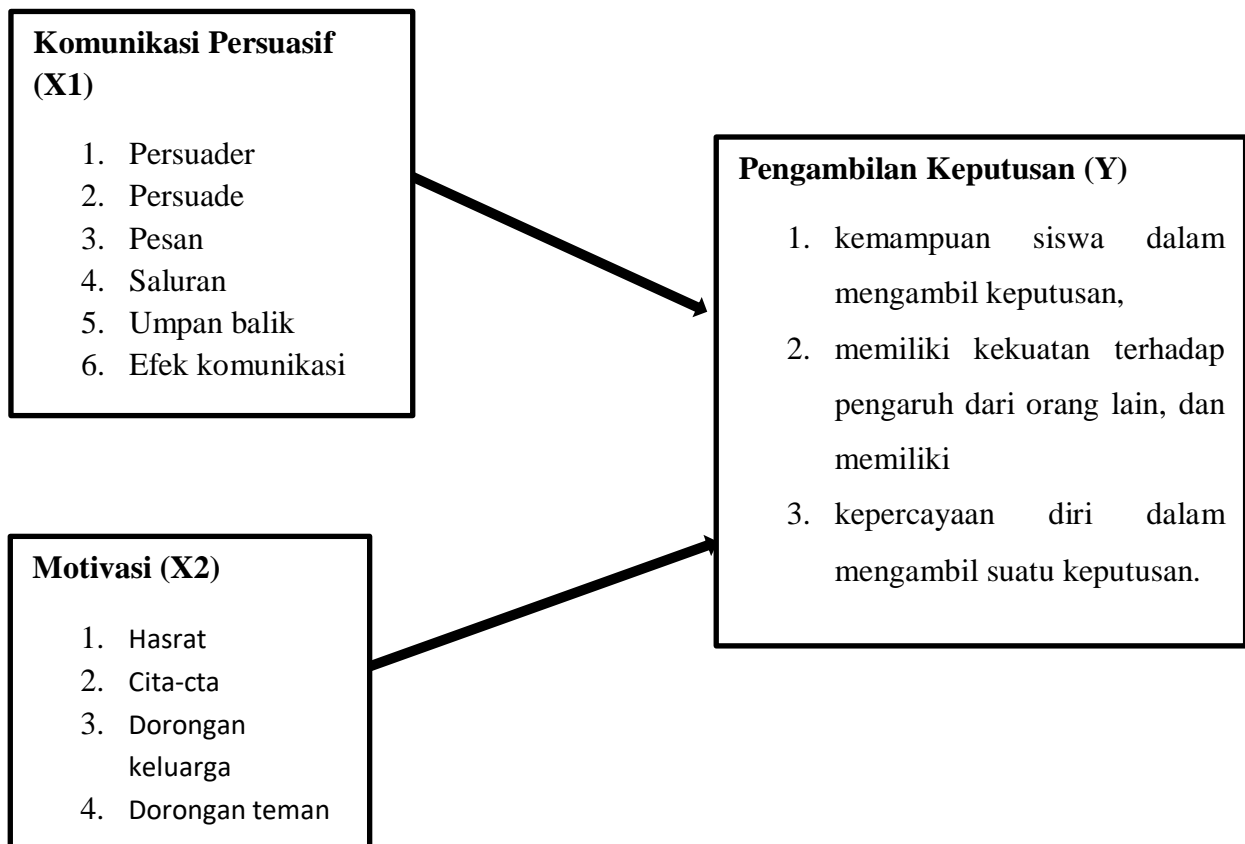 Komunikasi Persuasif
(X1)
1. Persuader
2. Persuade
3. Pesan
4. Saluran
5. Umpan balik
6. Efek komunikasi
Pengambilan Keputusan (Y)
1. kemampuan siswa dalam
mengambil keputusan,
2. memiliki kekuatan terhadap
pengaruh dari orang lain, dan
memiliki
3. kepercayaan diri dalam
mengambil suatu keputusan.
Motivasi (X2)
1. Hasrat
2. Cita-cta
3. Dorongan
keluarga
4. Dorongan teman